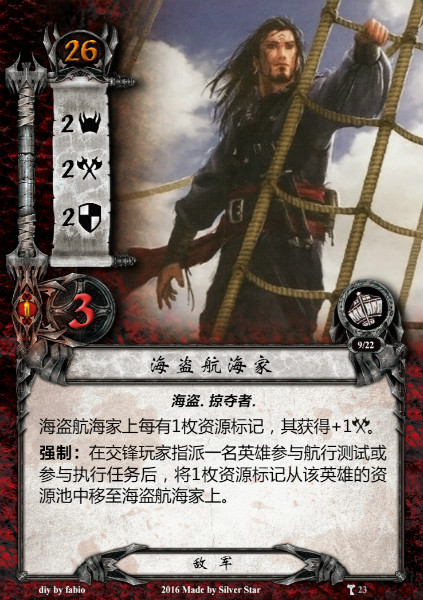 26
2
2
2
3
9/22
海盗航海家
海盗. 掠夺者.
海盗航海家上每有1枚资源标记，其获得+1。
强制：在交锋玩家指派一名英雄参与航行测试或
参与执行任务后，将1枚资源标记从该英雄的资
源池中移至海盗航海家上。
敌军
diy by fabio
2016 Made by Silver Star
23